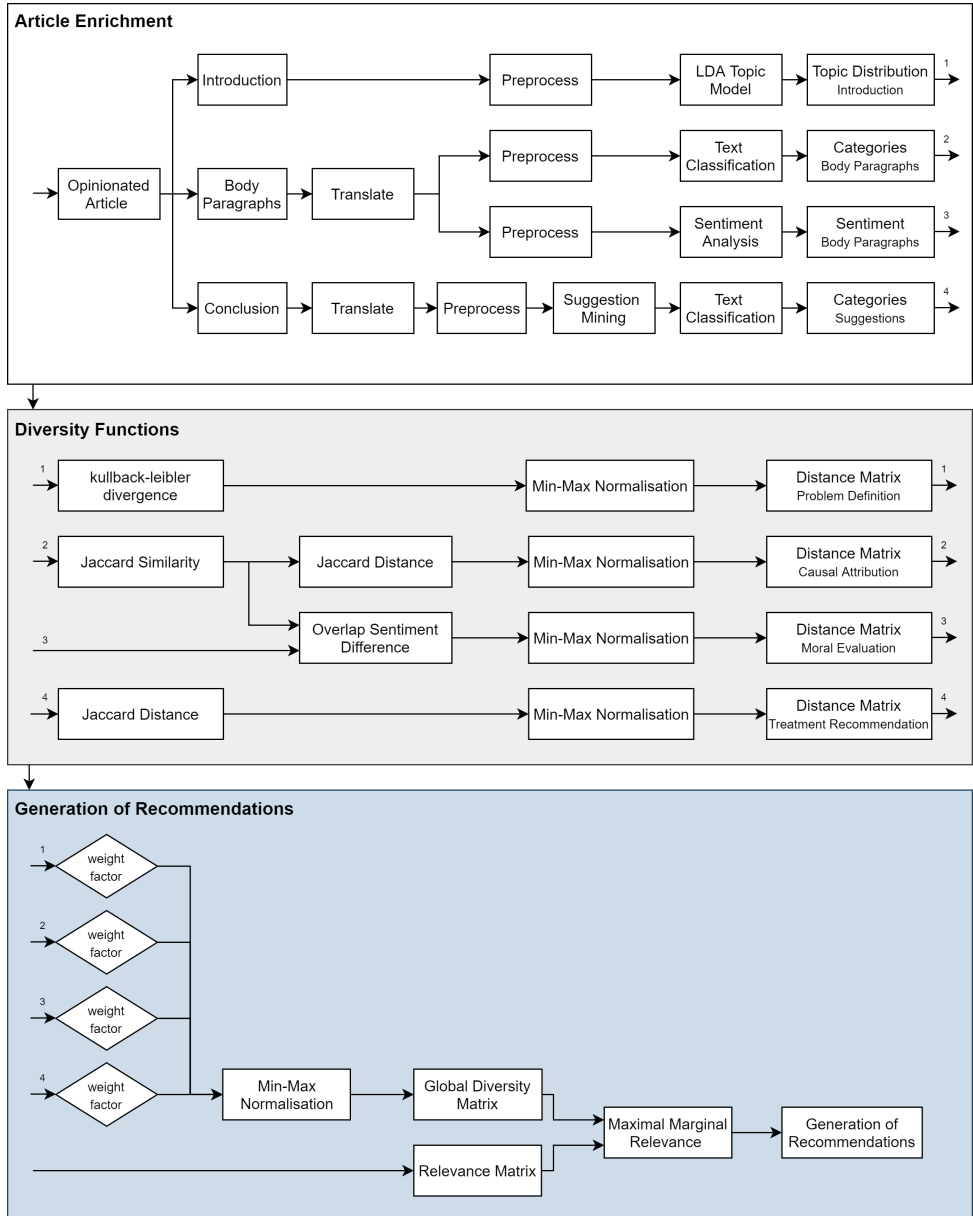 Article Enrichment
Introduction
Preprocess
LDA Topic
Model
Topic Distribution
Introduction
1
Opinionated
Article
Body
Paragraphs
Translate
Preprocess
Text
Classification
Categories
Body Paragraphs
2
Preprocess
Sentiment
Analysis
Sentiment
Body Paragraphs
3
Conclusion
Translate
Preprocess
Suggestion
Mining
Text
Classification
Categories
Suggestions
4
Diversity Functions
1
kullback-leibler
divergence
Min-Max Normalisation
Distance Matrix
Problem Definition
1
2
Jaccard Similarity
Jaccard Distance
Min-Max Normalisation
Distance Matrix
Causal Attribution
2
3
Overlap Sentiment
Difference
Min-Max Normalisation
Distance Matrix
Moral Evaluation
3
4
Jaccard Distance
Min-Max Normalisation
Distance Matrix
Treatment Recommendation
4
Generation of Recommendations
1
weight
factor
2
weight
factor
3
weight
factor
4
weight
factor
Min-Max
Normalisation
Global Diversity
Matrix
Relevance Matrix
Maximal Marginal
Relevance
Generation of
Recommendations